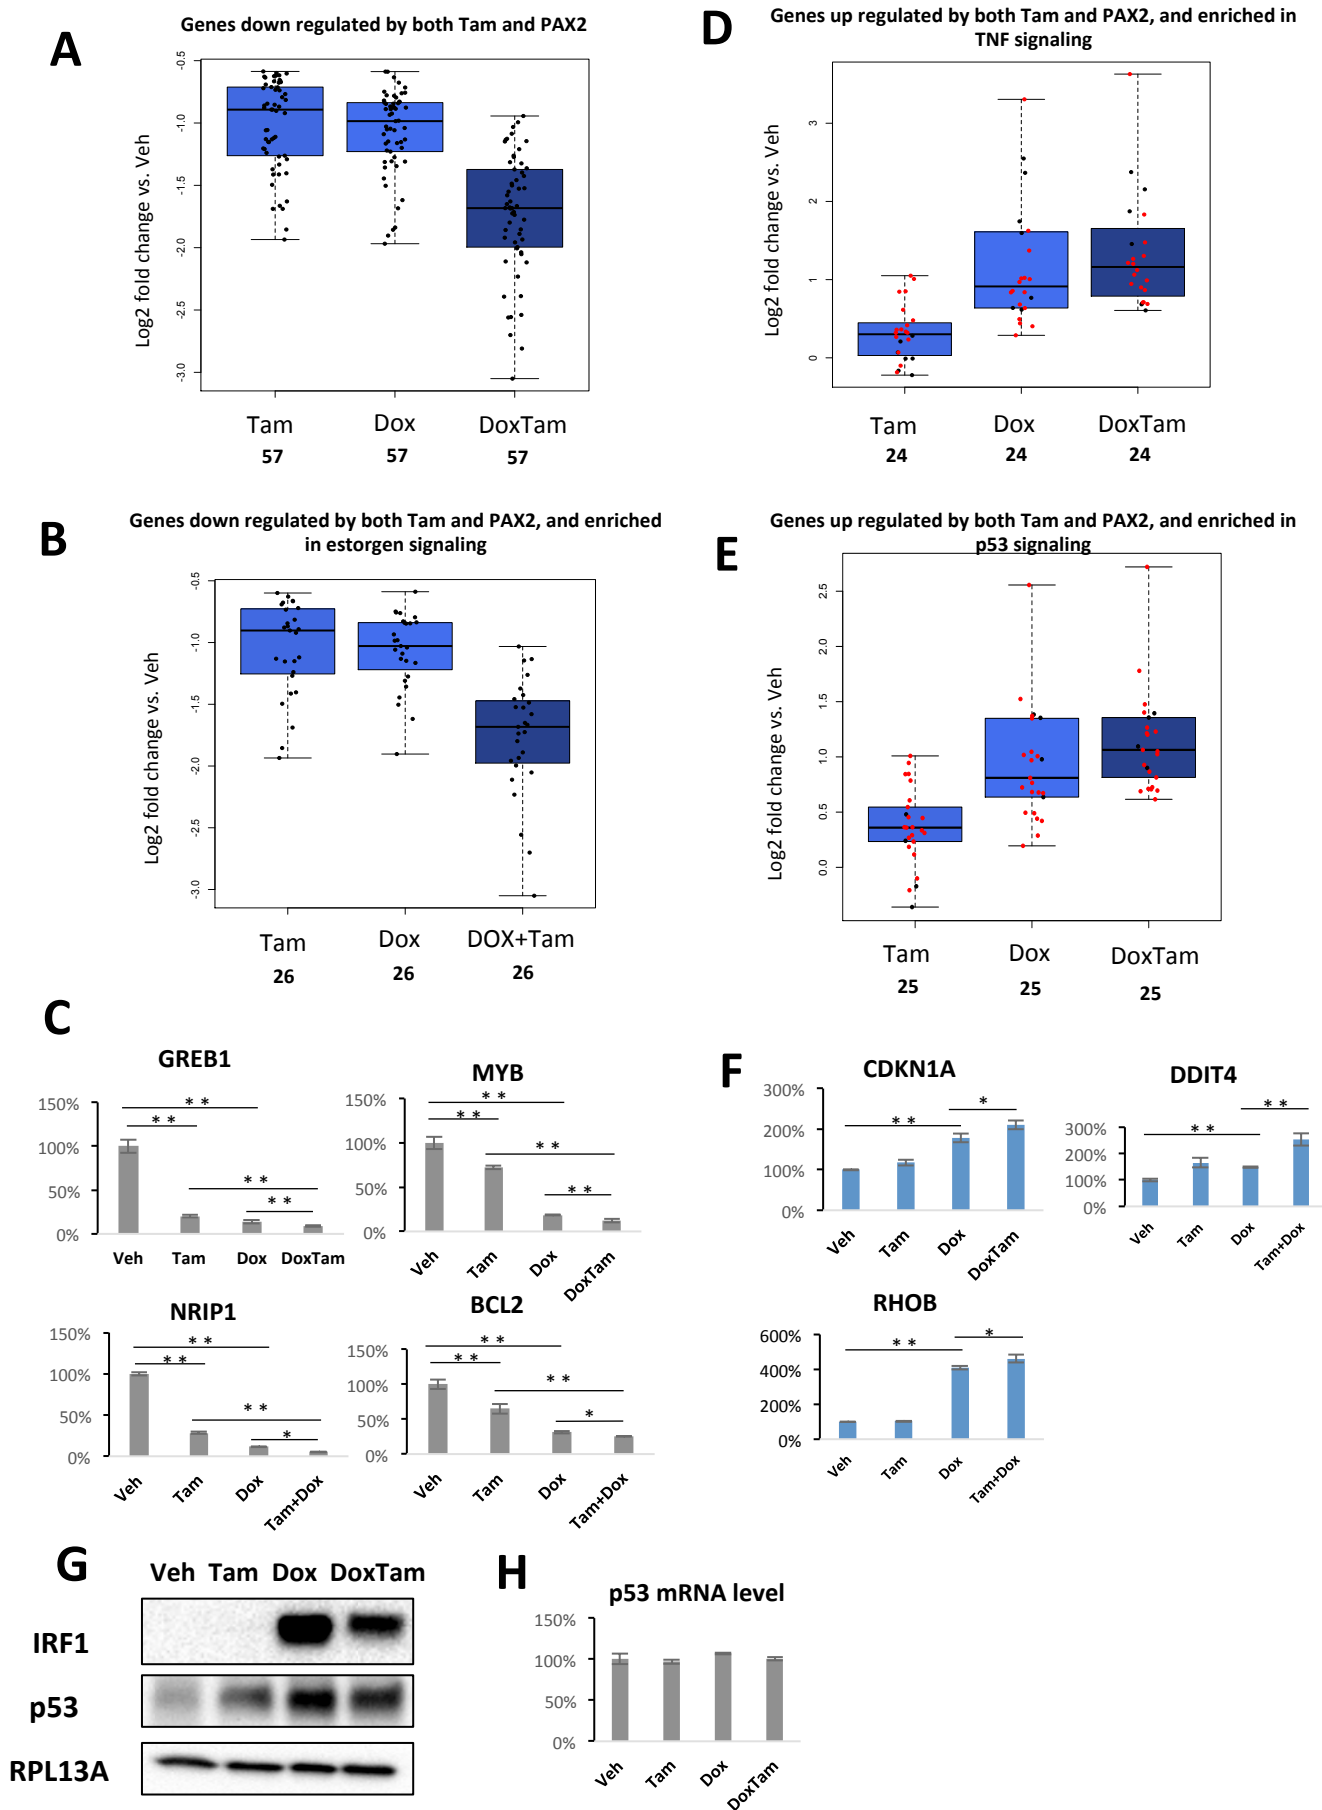 A
Genes down regulated by both Tam and PAX2
Log2 fold change vs. Veh
-0.5
-1.0
-1.5
-2.0
-2.5
-3.0
Tam Dox DoxTam
57 57 57
D
Genes up regulated by both Tam and PAX2, and enriched in
TNF signaling
Log2 fold change vs. Veh
3
2
1
0
Tam Dox DoxTam
24 24 24
B
Genes down regulated by both Tam and PAX2, and enriched
in estorgen signaling
Log2 fold change vs. Veh
-0.5
-1.0
-1.5
-2.0
-2.5
-3.0
Tam Dox DOX+Tam
26 26 26
E
Genes up regulated by both Tam and PAX2, and enriched in
p53 signaling
Log2 fold change vs. Veh
2.5
2.0
1.5
1.0
0.5
0.0
Tam Dox DoxTam
25 25 25
C
GREB1
150%
100%
50%
0%
* *
* *
* *
* *
Veh Tam Dox DoxTam
MYB
150%
100%
50%
0%
* *
* *
* *
* *
Veh Tam Dox DoxTam
NRIP1
150%
100%
50%
0%
* *
* *
* *
*
Veh Tam Dox Tam+Dox
BCL2
150%
100%
50%
0%
* *
* *
* *
*
Veh Tam Dox Tam+Dox
F
CDKN1A
300%
200%
100%
0%
* *
*
Veh Tam Dox DoxTam
DDIT4
300%
200%
100%
0%
* *
* *
Veh Tam Dox Tam+Dox
RHOB
600%
400%
200%
0%
* *
*
Veh Tam Dox Tam+Dox
G
Veh Tam Dox DoxTam
IRF1
p53
RPL13A
H
p53 mRNA level
150%
100%
50%
0%
Veh Tam Dox DoxTam